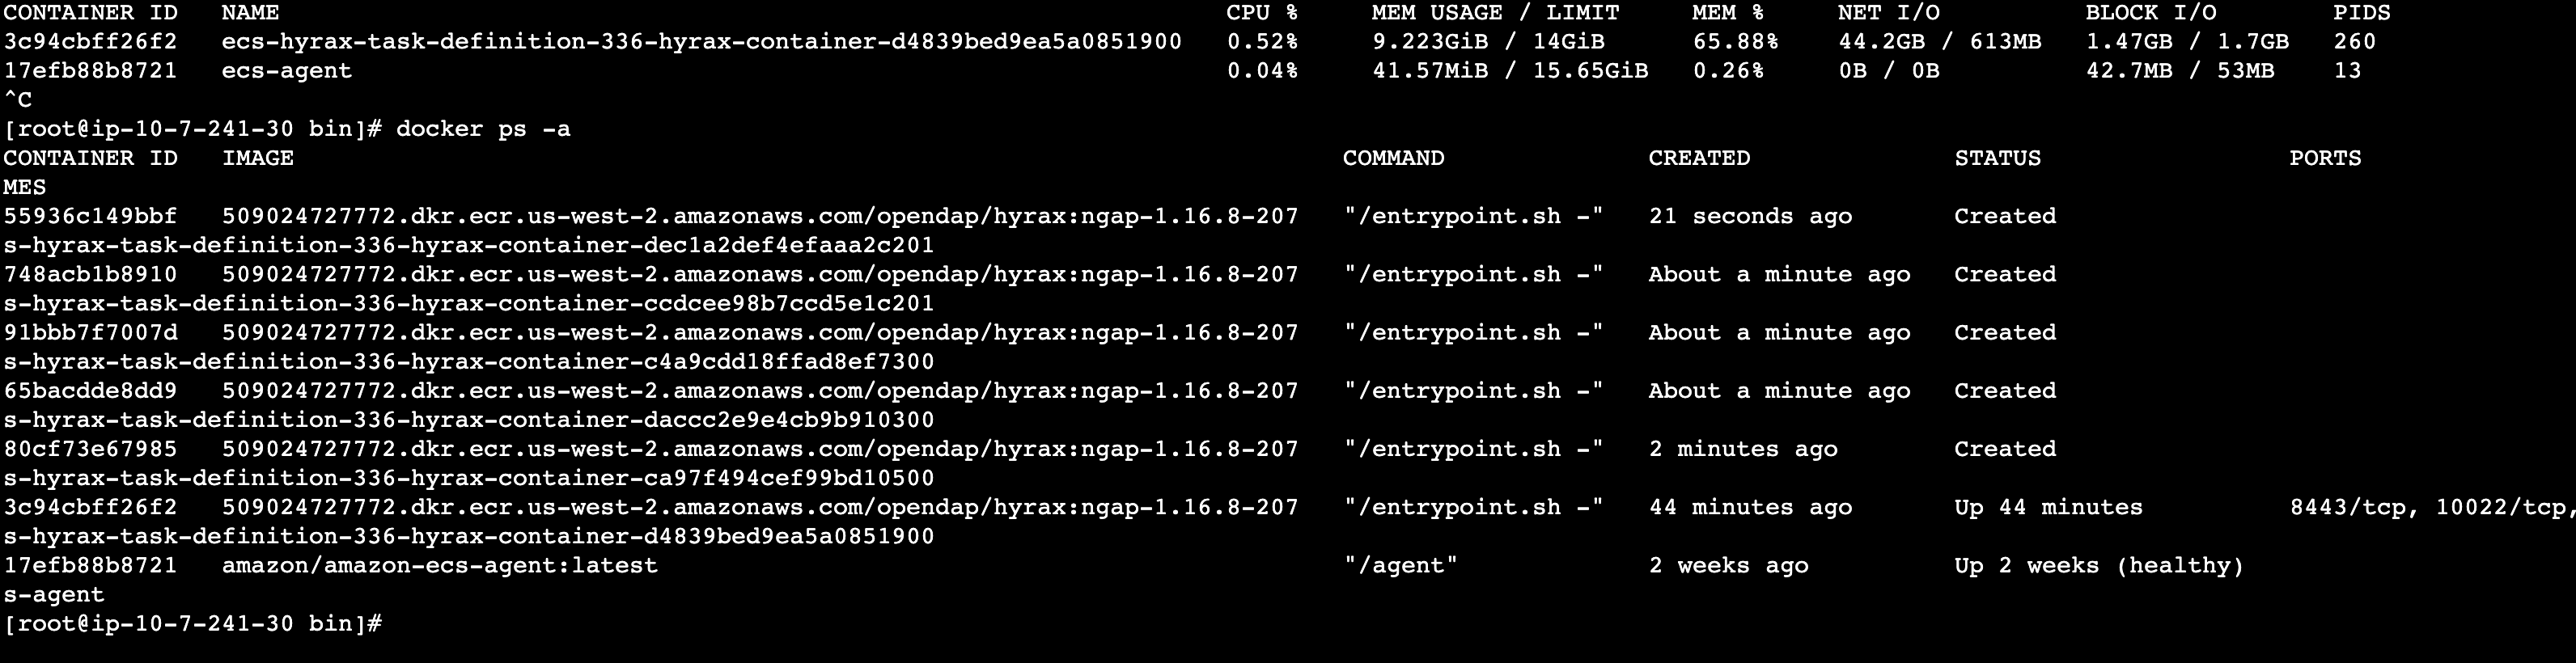 CONTAINER ID   NAME                                                                 CPU %     MEM USAGE / LIMIT     MEM %     NET I/O          BLOCK I/O       PIDS
3c94cbff26f2   ecs-hyrax-task-definition-336-hyrax-container-d4839bed9ea5a0851900   0.52%     9.223GiB / 14GiB      65.88%    44.2GB / 613MB   1.47GB / 1.7GB   260
17efb88b8721   ecs-agent                                                            0.04%     41.57MiB / 15.65GiB   0.26%     0B / 0B          42.7MB / 53MB    13
^C
[root@ip-10-7-241-30 bin]# docker ps -a
CONTAINER ID   IMAGE                                                                        COMMAND              CREATED              STATUS                 PORTS
MES
55936c149bbf   509024727772.dkr.ecr.us-west-2.amazonaws.com/opendap/hyrax:ngap-1.16.8-207   "/entrypoint.sh -"   21 seconds ago       Created
s-hyrax-task-definition-336-hyrax-container-dec1a2def4efaaa2c201
748acb1b8910   509024727772.dkr.ecr.us-west-2.amazonaws.com/opendap/hyrax:ngap-1.16.8-207   "/entrypoint.sh -"   About a minute ago   Created
s-hyrax-task-definition-336-hyrax-container-ccdcee98b7ccd5e1c201
91bbb7f7007d   509024727772.dkr.ecr.us-west-2.amazonaws.com/opendap/hyrax:ngap-1.16.8-207   "/entrypoint.sh -"   About a minute ago   Created
s-hyrax-task-definition-336-hyrax-container-c4a9cdd18ffad8ef7300
65bacdde8dd9   509024727772.dkr.ecr.us-west-2.amazonaws.com/opendap/hyrax:ngap-1.16.8-207   "/entrypoint.sh -"   About a minute ago   Created
s-hyrax-task-definition-336-hyrax-container-daccc2e9e4cb9b910300
80cf73e67985   509024727772.dkr.ecr.us-west-2.amazonaws.com/opendap/hyrax:ngap-1.16.8-207   "/entrypoint.sh -"   2 minutes ago        Created
s-hyrax-task-definition-336-hyrax-container-ca97f494cef99bd10500
3c94cbff26f2   509024727772.dkr.ecr.us-west-2.amazonaws.com/opendap/hyrax:ngap-1.16.8-207   "/entrypoint.sh -"   44 minutes ago       Up 44 minutes          8443/tcp, 10022/tcp,
s-hyrax-task-definition-336-hyrax-container-d4839bed9ea5a0851900
17efb88b8721   amazon/amazon-ecs-agent:latest                                               "/agent"             2 weeks ago          Up 2 weeks (healthy)
s-agent
[root@ip-10-7-241-30 bin]#